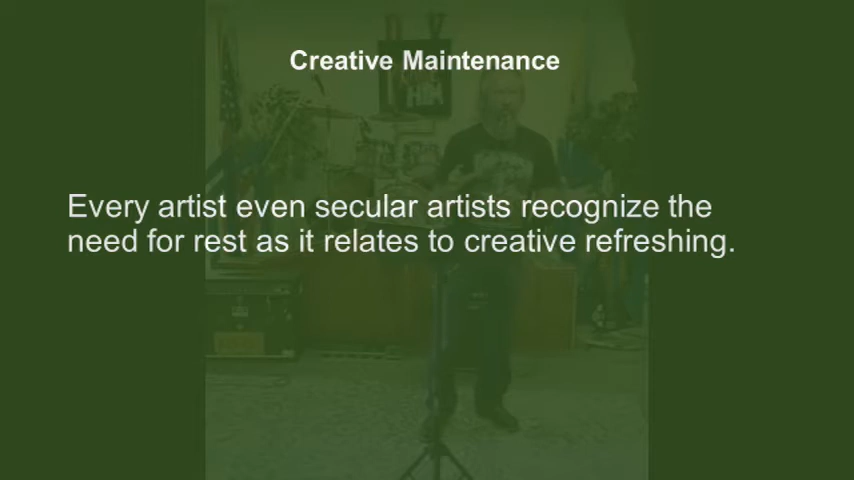 Creative Maintenance
Every artist even secular artists recognize the
need for rest as it relates to creative refreshing.